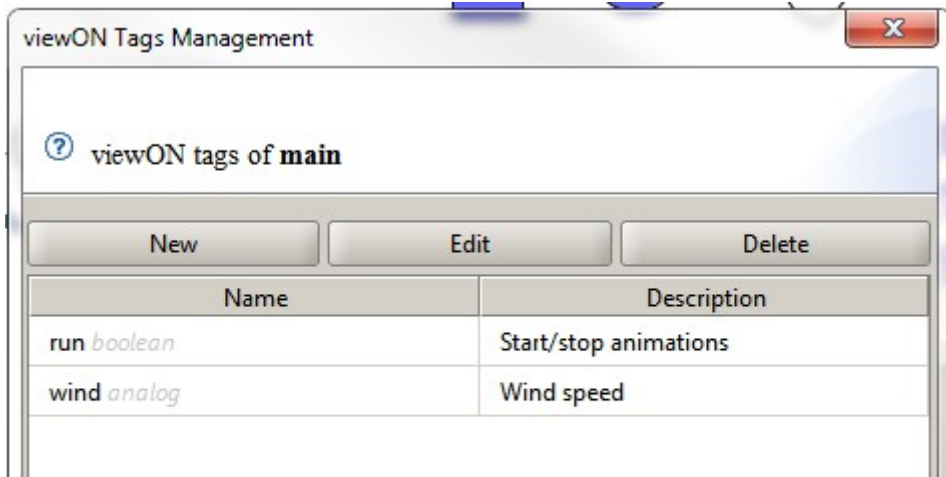 viewON Tags Management
viewON tags of main
New Edit Delete
Name Description
run boolean Start/stop animations
wind analog Wind speed